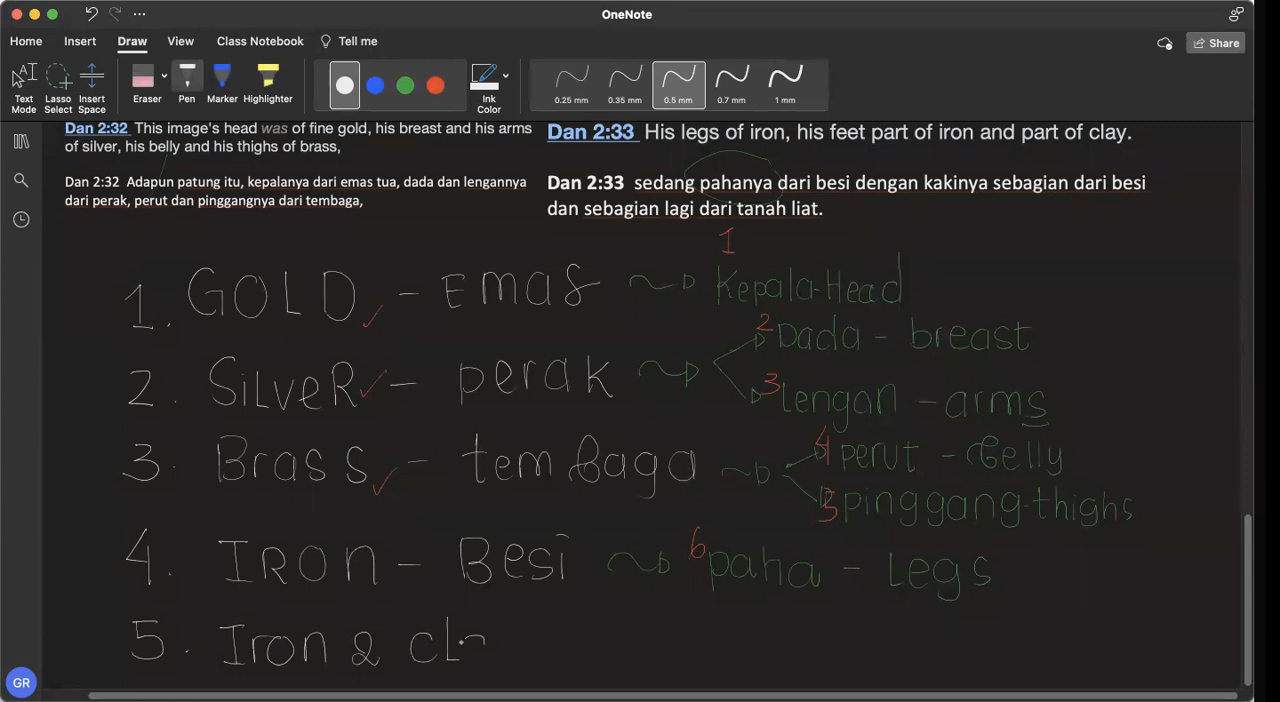 OneNote
Home Insert Draw View Class Notebook Tell me
Share
Text Mode
Lasso Select
Insert Space
Eraser
Pen
Marker
Highlighter
Ink Color
0.25 mm
0.35 mm
0.5 mm
0.7 mm
1 mm
Dan 2:32 This image's head was of fine gold, his breast and his arms
of silver, his belly and his thighs of brass,
Dan 2:32 Adapun patung itu, kepalanya dari emas tua, dada dan lengannya
dari perak, perut dan pinggangnya dari tembaga,
Dan 2:33 His legs of iron, his feet part of iron and part of clay.
Dan 2:33 sedang pahanya dari besi dengan kakinya sebagian dari besi
dan sebagian lagi dari tanah liat.
1
1. GOLD - EMAS Kepala-Head
2 Dada - breast
2. SilveR - perak
3 lengan - arms
4 perut - Belly
3. Brass - tembaga
5 pinggang-thighs
4. IRon - Besi 6 paha - Legs
5. Iron & cl
GR